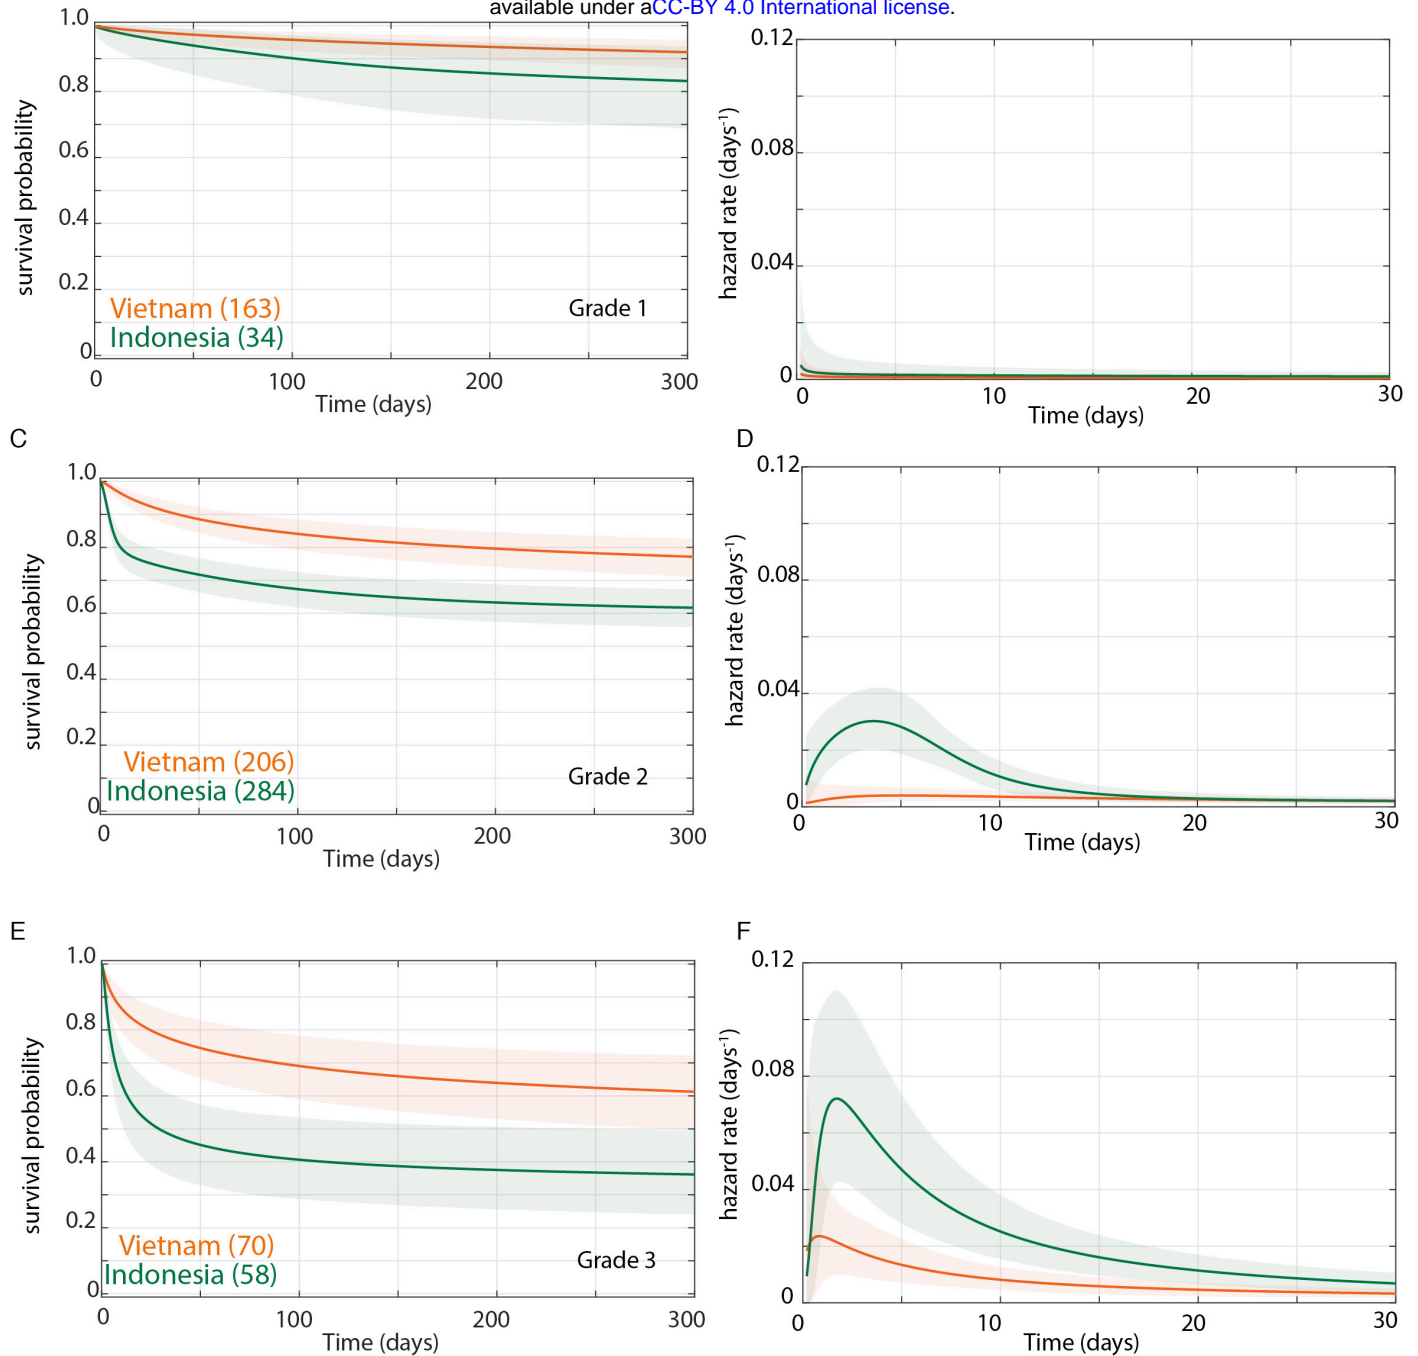 available under aCC-BY 4.0 International license.
1.0
0.8
0.6
0.4
0.2
0
survival probability
Vietnam (163)
Indonesia (34)
Grade 1
0 100 200 300
Time (days)
0.12
0.08
0.04
0
hazard rate (days-1)
0 10 20 30
Time (days)
C
1.0
0.8
0.6
0.4
0.2
0
survival probability
Vietnam (206)
Indonesia (284)
Grade 2
0 100 200 300
Time (days)
D
0.12
0.08
0.04
0
hazard rate (days-1)
0 10 20 30
Time (days)
E
1.0
0.8
0.6
0.4
0.2
0
survival probability
Vietnam (70)
Indonesia (58)
Grade 3
0 100 200 300
Time (days)
F
0.12
0.08
0.04
0
hazard rate (days-1)
0 10 20 30
Time (days)